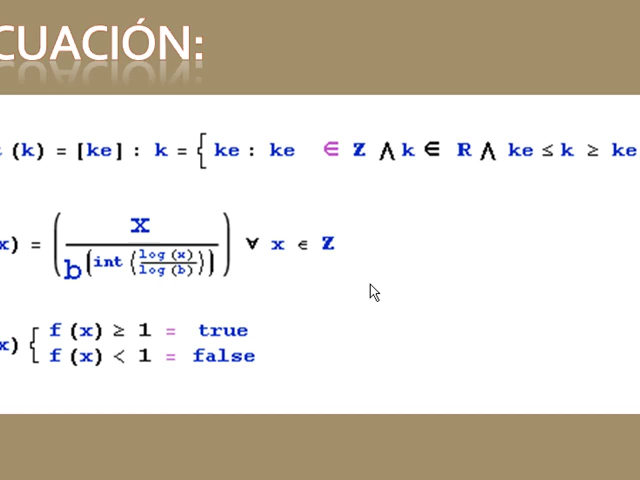 CUACIÓN:
t (k) = [ke] : k = { ke : ke ∈ Z ⋀ k ∈ R ⋀ ke ≤ k ≥ ke
x) = ( x / b^(int (log (x) / log (b))) ) ∀ x ∈ Z
x) { f (x) ≥ 1 = true
f (x) < 1 = false